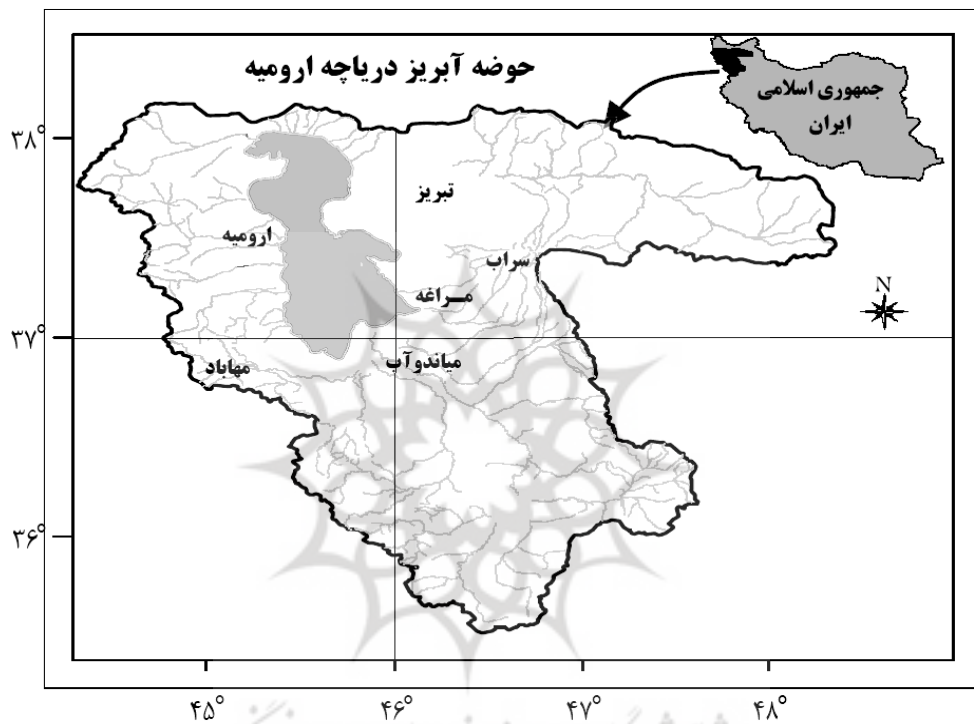 حوضه آبریز دریاچه ارومیه
جمهوری اسلامی
ایران
۳۸°
تبریز
ارومیه
سراب
مـراغه
N
۳۷°
میاندوآب
مهاباد
۳۶°
۴۵°
۴۶°
۴۷°
۴۸°